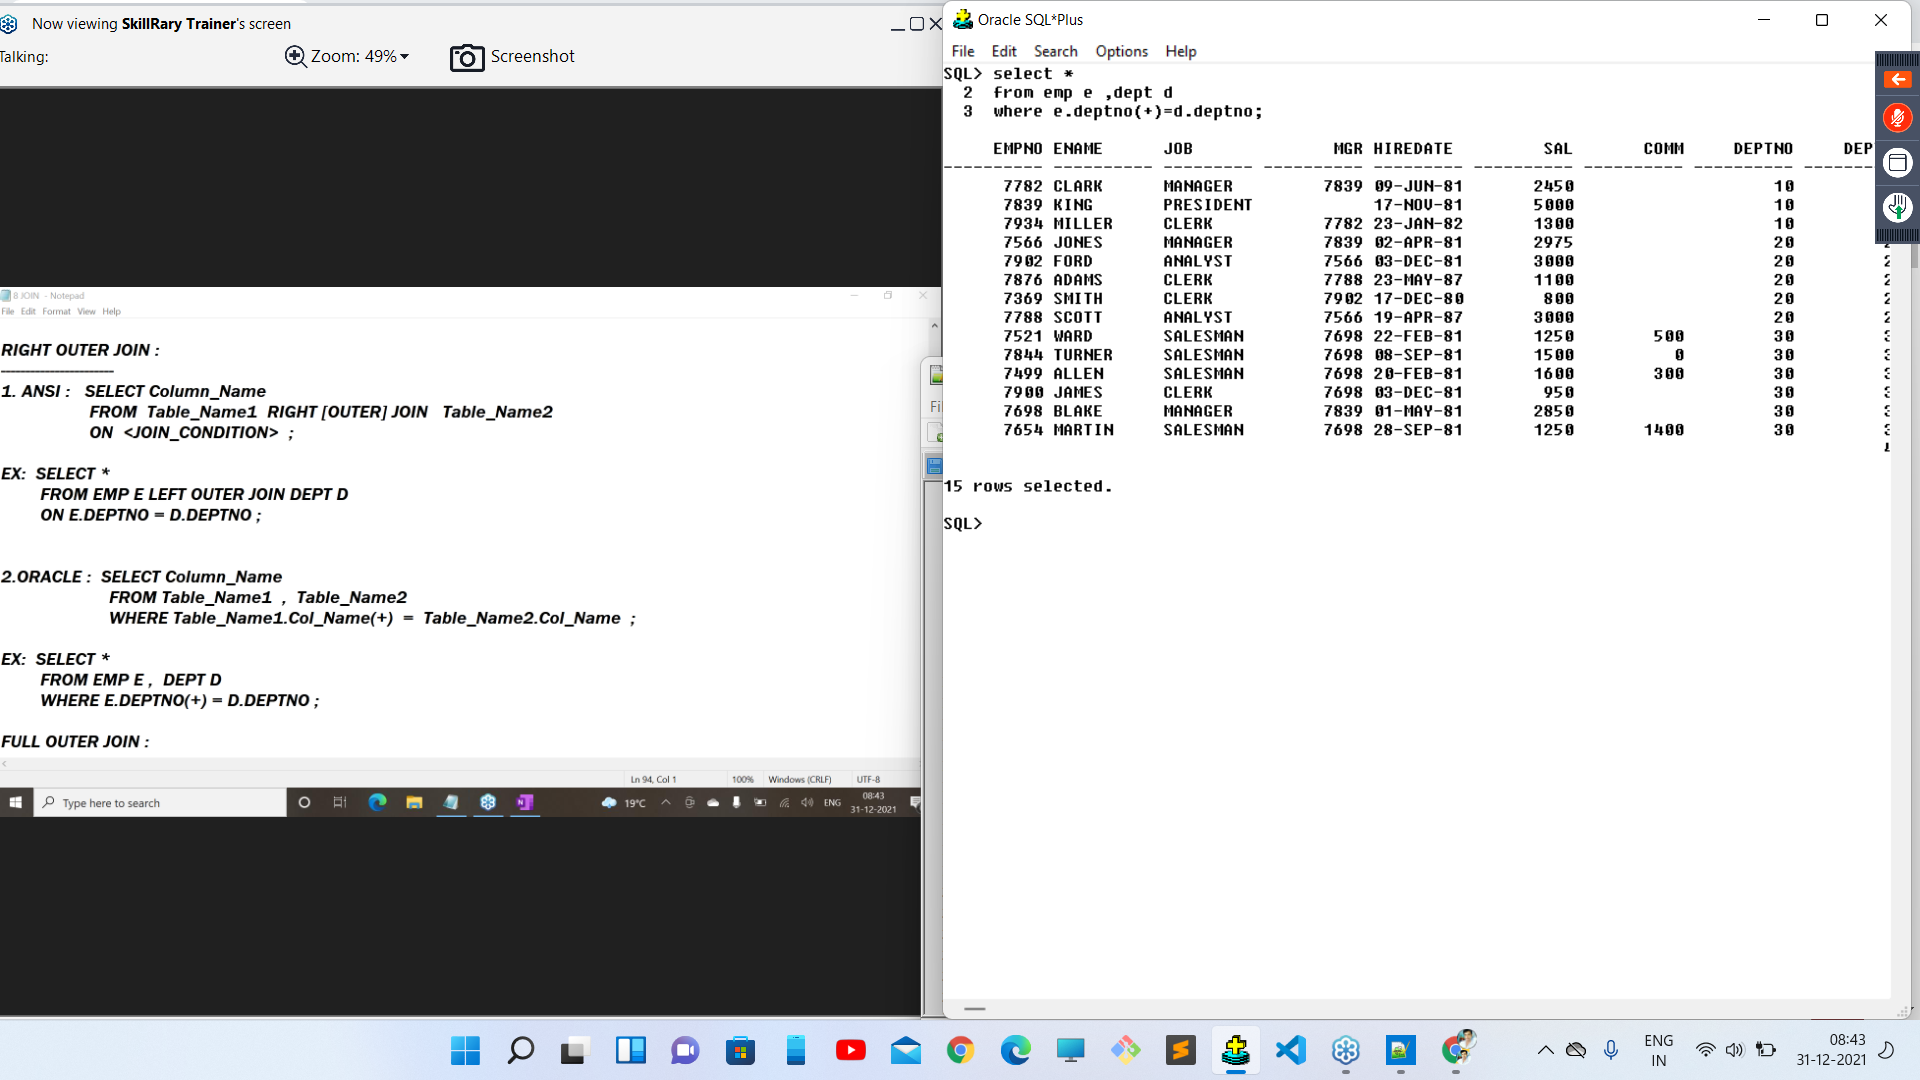 Now viewing SkillRary Trainer's screen
Talking:
Zoom: 49%
Screenshot
8 JOIN - Notepad
File Edit Format View Help
RIGHT OUTER JOIN :
-----------------------
1. ANSI : SELECT Column_Name
FROM Table_Name1 RIGHT [OUTER] JOIN Table_Name2
ON <JOIN_CONDITION> ;
EX: SELECT *
FROM EMP E LEFT OUTER JOIN DEPT D
ON E.DEPTNO = D.DEPTNO ;
2.ORACLE : SELECT Column_Name
FROM Table_Name1 , Table_Name2
WHERE Table_Name1.Col_Name(+) = Table_Name2.Col_Name ;
EX: SELECT *
FROM EMP E , DEPT D
WHERE E.DEPTNO(+) = D.DEPTNO ;
FULL OUTER JOIN :
Ln 94, Col 1 100% Windows (CRLF) UTF-8
Type here to search
19°C
ENG
08:43
31-12-2021
Oracle SQL*Plus
File Edit Search Options Help
SQL> select *
2 from emp e ,dept d
3 where e.deptno(+)=d.deptno;
EMPNO ENAME JOB MGR HIREDATE SAL COMM DEPTNO DEP
---------- ---------- --------- ---------- --------- ---------- ---------- ---------- -------
7782 CLARK MANAGER 7839 09-JUN-81 2450 10
7839 KING PRESIDENT 17-NOV-81 5000 10
7934 MILLER CLERK 7782 23-JAN-82 1300 10
7566 JONES MANAGER 7839 02-APR-81 2975 20
7902 FORD ANALYST 7566 03-DEC-81 3000 20 2
7876 ADAMS CLERK 7788 23-MAY-87 1100 20 2
7369 SMITH CLERK 7902 17-DEC-80 800 20 2
7788 SCOTT ANALYST 7566 19-APR-87 3000 20 2
7521 WARD SALESMAN 7698 22-FEB-81 1250 500 30 3
7844 TURNER SALESMAN 7698 08-SEP-81 1500 0 30 3
7499 ALLEN SALESMAN 7698 20-FEB-81 1600 300 30 3
7900 JAMES CLERK 7698 03-DEC-81 950 30 3
7698 BLAKE MANAGER 7839 01-MAY-81 2850 30 3
7654 MARTIN SALESMAN 7698 28-SEP-81 1250 1400 30 3
15 rows selected.
SQL>
ENG
IN
08:43
31-12-2021